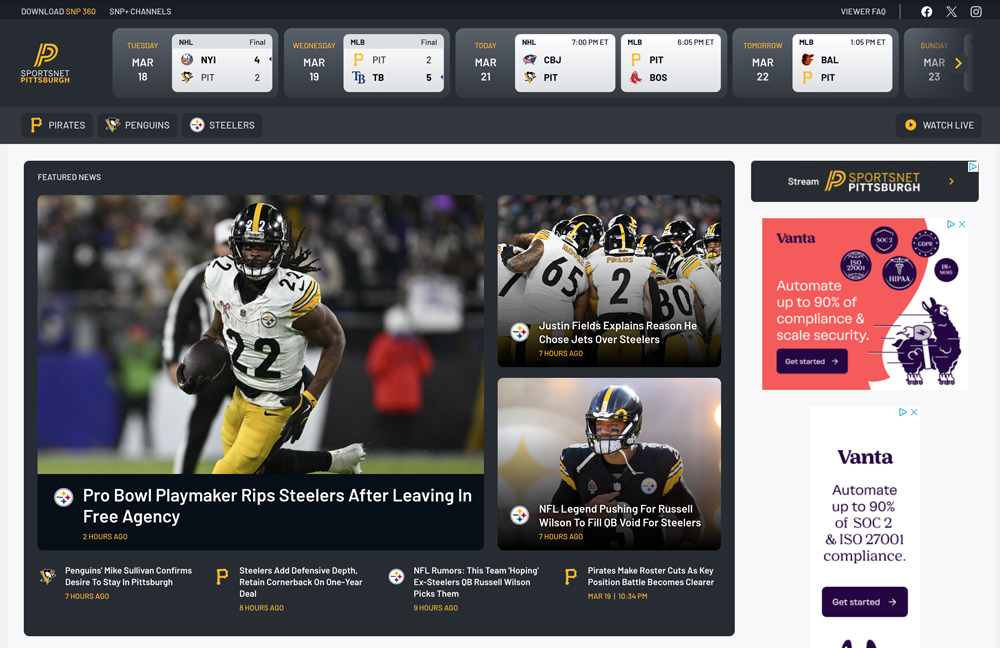 DOWNLOAD SNP 360 SNP+ CHANNELS VIEWER FAQ
SPORTSNET
PITTSBURGH
TUESDAY
MAR
18
NHL Final
NYI 4
PIT 2
WEDNESDAY
MAR
19
MLB Final
PIT 2
TB 5
TODAY
MAR
21
NHL 7:00 PM ET
CBJ
PIT
MLB 6:05 PM ET
PIT
BOS
TOMORROW
MAR
22
MLB 1:05 PM ET
BAL
PIT
SUNDAY
MAR
23
PIRATES PENGUINS STEELERS WATCH LIVE
FEATURED NEWS
22
22
Pro Bowl Playmaker Rips Steelers After Leaving In
Free Agency
2 HOURS AGO
65
FIELDS
2
80
Justin Fields Explains Reason He
Chose Jets Over Steelers
7 HOURS AGO
NFL Legend Pushing For Russell
Wilson To Fill QB Void For Steelers
7 HOURS AGO
Penguins' Mike Sullivan Confirms
Desire To Stay In Pittsburgh
7 HOURS AGO
Steelers Add Defensive Depth,
Retain Cornerback On One-Year
Deal
8 HOURS AGO
NFL Rumors: This Team 'Hoping'
Ex-Steelers QB Russell Wilson
Picks Them
9 HOURS AGO
Pirates Make Roster Cuts As Key
Position Battle Becomes Clearer
MAR 19 | 10:34 PM
Stream SPORTSNET
PITTSBURGH
Vanta
SOC 2
GDPR
ISO
27001
HIPAA
15+
MORE
Automate
up to 90% of
compliance &
scale security.
Get started →
Vanta
Automate
up to 90%
of SOC 2
& ISO 27001
compliance.
Get started →